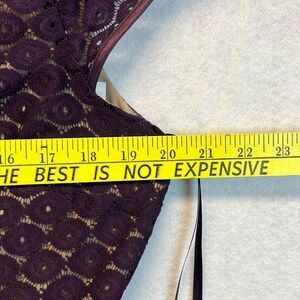 16 17 18 19 20 21 22 23
HE BEST IS NOT EXPENSIVE